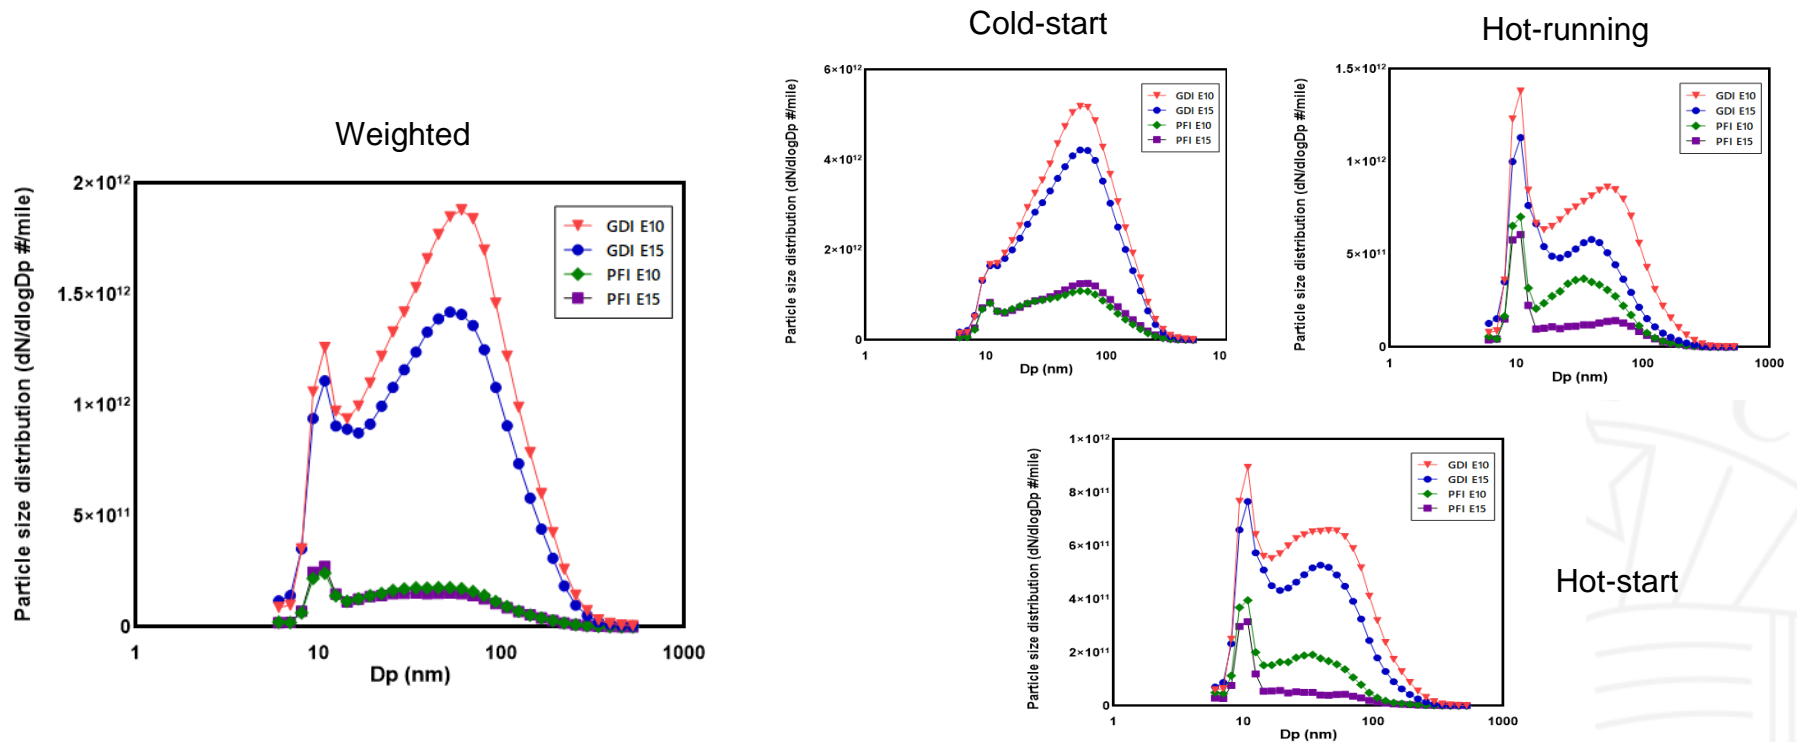 Weighted
Particle size distribution (dN/dlogDp #/mile)
2×10¹²
1.5×10¹²
1×10¹²
5×10¹¹
0
GDI E10
GDI E15
PFI E10
PFI E15
1
10
100
1000
Dp (nm)
Cold-start
Particle size distribution (dN/dlogDp #/mile)
6×10¹²
4×10¹²
2×10¹²
0
GDI E10
GDI E15
PFI E10
PFI E15
1
10
100
10
Dp (nm)
Hot-running
Particle size distribution (dN/dlogDp #/mile)
1.5×10¹²
1×10¹²
5×10¹¹
0
GDI E10
GDI E15
PFI E10
PFI E15
1
10
100
1000
Dp (nm)
Hot-start
Particle size distribution (dN/dlogDp #/mile)
1×10¹²
8×10¹¹
6×10¹¹
4×10¹¹
2×10¹¹
0
GDI E10
GDI E15
PFI E10
PFI E15
1
10
100
1000
Dp (nm)